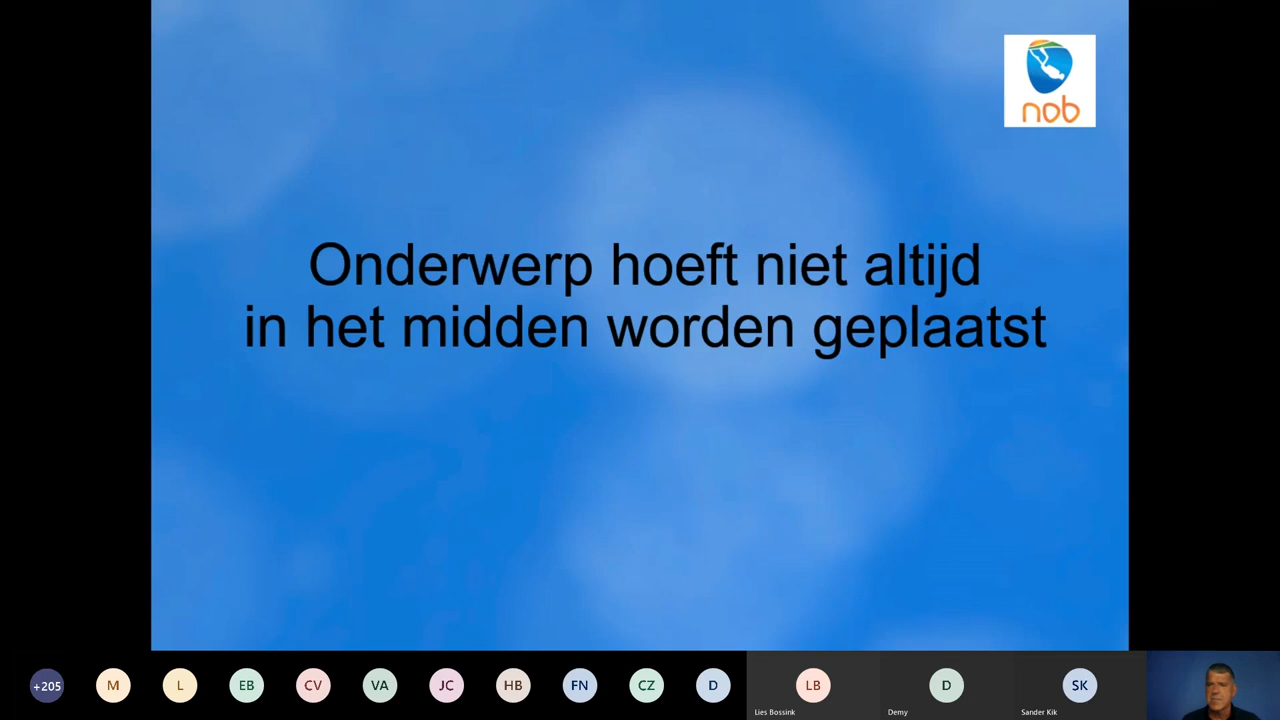 nob
Onderwerp hoeft niet altijd
in het midden worden geplaatst
+205
M
L
EB
CV
VA
JC
HB
FN
CZ
D
LB
D
SK
Lies Bossink
Demy
Sander Kik